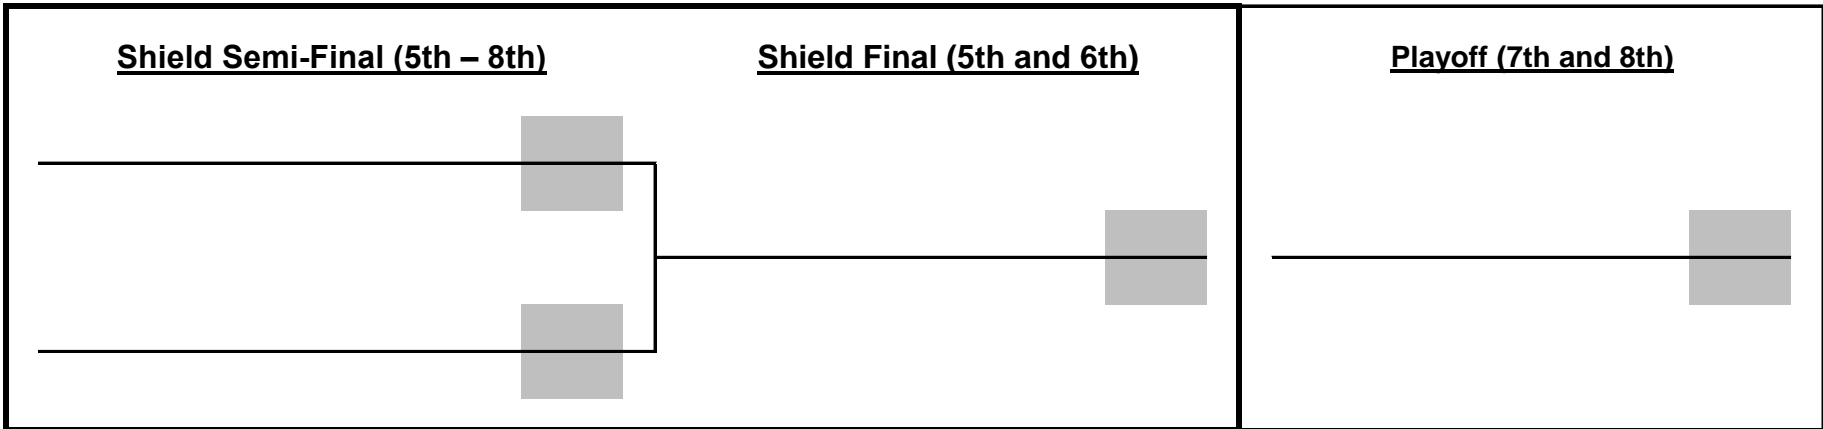 Shield Semi-Final (5th – 8th)
Shield Final (5th and 6th)
Playoff (7th and 8th)